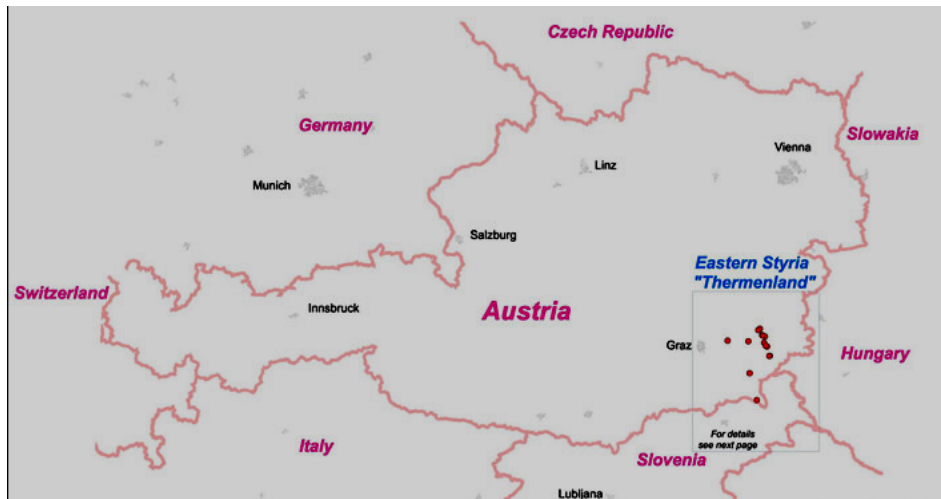 Czech Republic
Germany
Slowakia
Vienna
Linz
Munich
Salzburg
Eastern Styria
"Thermenland"
Switzerland
Innsbruck
Austria
Graz
Hungary
For details
see next page
Italy
Slovenia
Lubljana